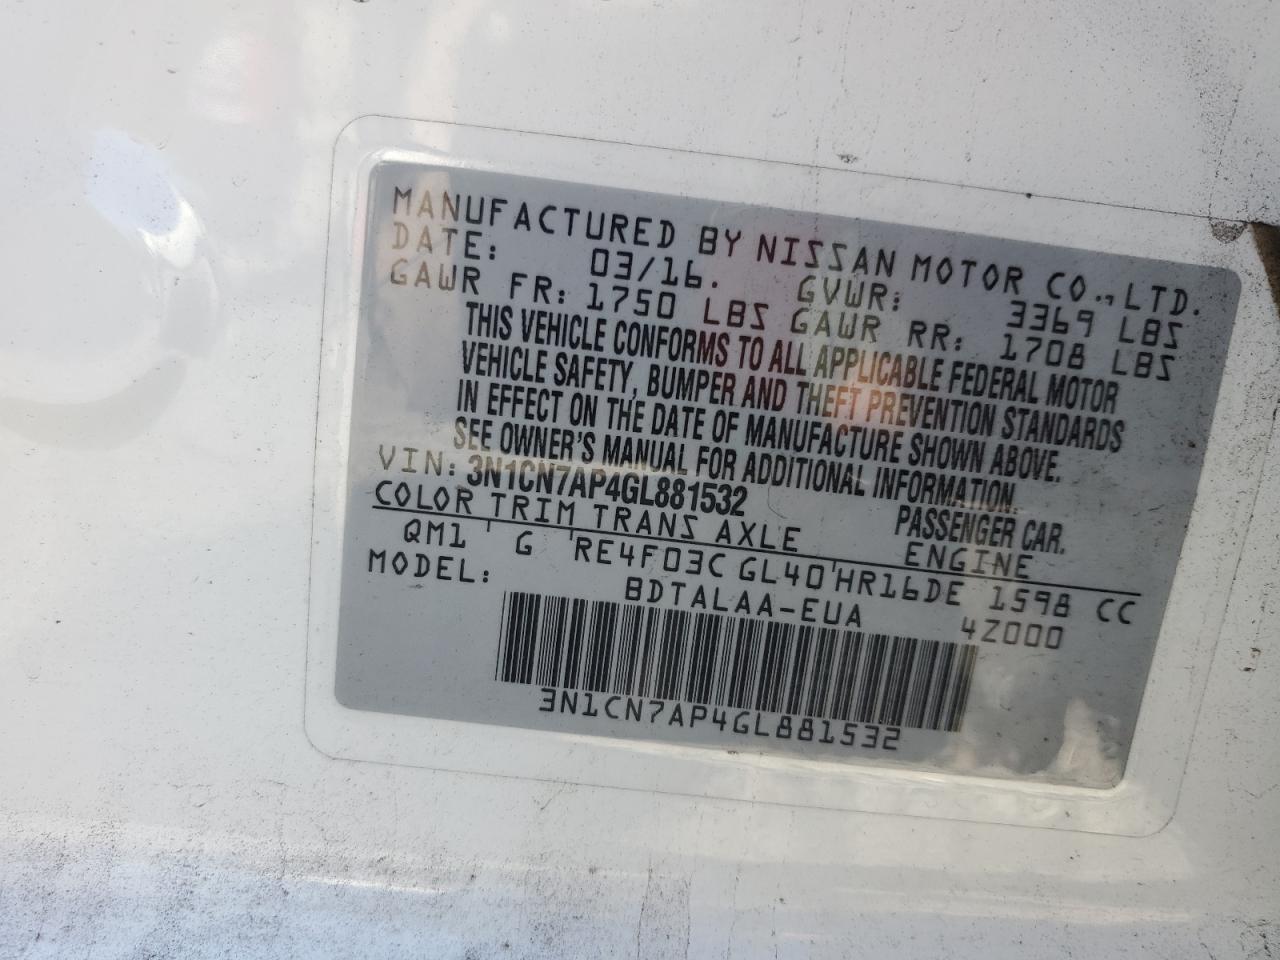 MANUFACTURED BY NISSAN MOTOR CO., LTD.
DATE: 03/16. GVWR: 3369 LBS
GAWR FR: 1750 LBS GAWR RR: 1708 LBS
THIS VEHICLE CONFORMS TO ALL APPLICABLE FEDERAL MOTOR
VEHICLE SAFETY, BUMPER AND THEFT PREVENTION STANDARDS
IN EFFECT ON THE DATE OF MANUFACTURE SHOWN ABOVE.
SEE OWNER'S MANUAL FOR ADDITIONAL INFORMATION.
VIN: 3N1CN7AP4GL881532 PASSENGER CAR.
COLOR TRIM TRANS AXLE ENGINE
QM1 G RE4F03C GL40 HR16DE 1598 CC
MODEL: BDTALAA-EUA 4Z000
3N1CN7AP4GL881532